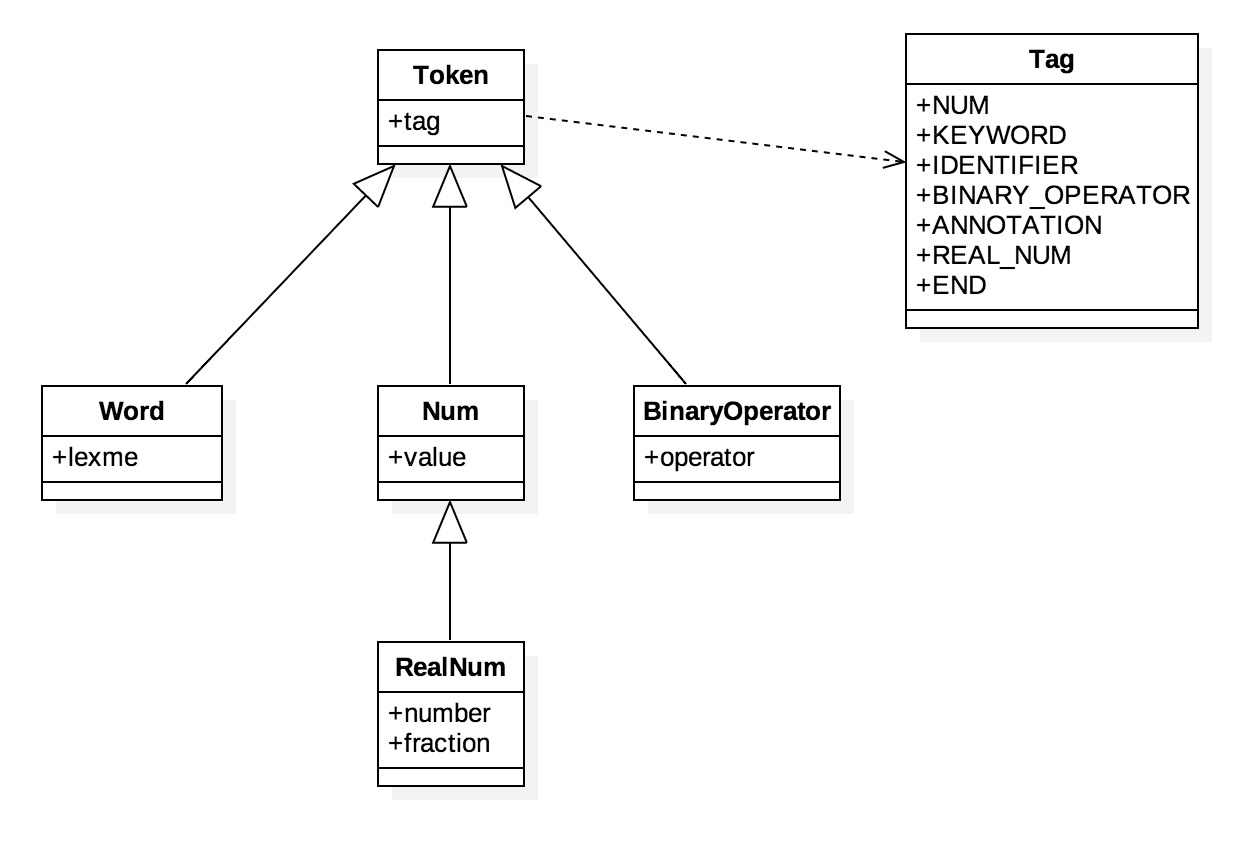 Token
+tag
Tag
+NUM
+KEYWORD
+IDENTIFIER
+BINARY_OPERATOR
+ANNOTATION
+REAL_NUM
+END
Word
+lexme
Num
+value
BinaryOperator
+operator
RealNum
+number
+fraction